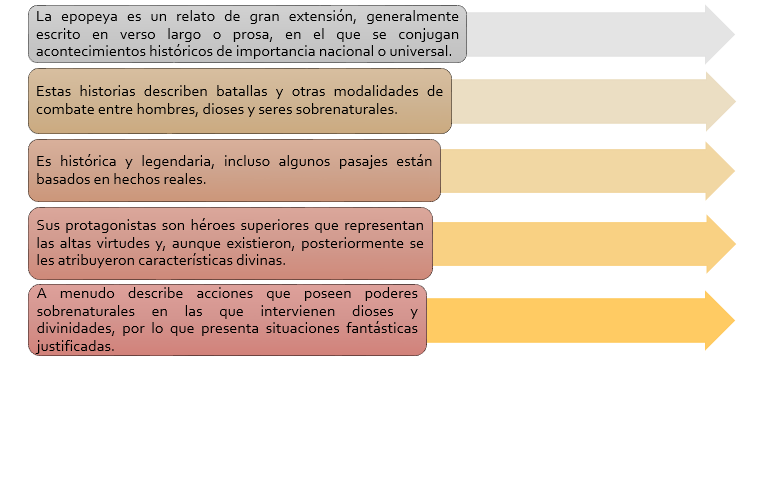 La epopeya es un relato de gran extensión, generalmente
escrito en verso largo o prosa, en el que se conjugan
acontecimientos históricos de importancia nacional o universal.
Estas historias describen batallas y otras modalidades de
combate entre hombres, dioses y seres sobrenaturales.
Es histórica y legendaria, incluso algunos pasajes están
basados en hechos reales.
Sus protagonistas son héroes superiores que representan
las altas virtudes y, aunque existieron, posteriormente se
les atribuyeron características divinas.
A menudo describe acciones que poseen poderes
sobrenaturales en las que intervienen dioses y
divinidades, por lo que presenta situaciones fantásticas
justificadas.